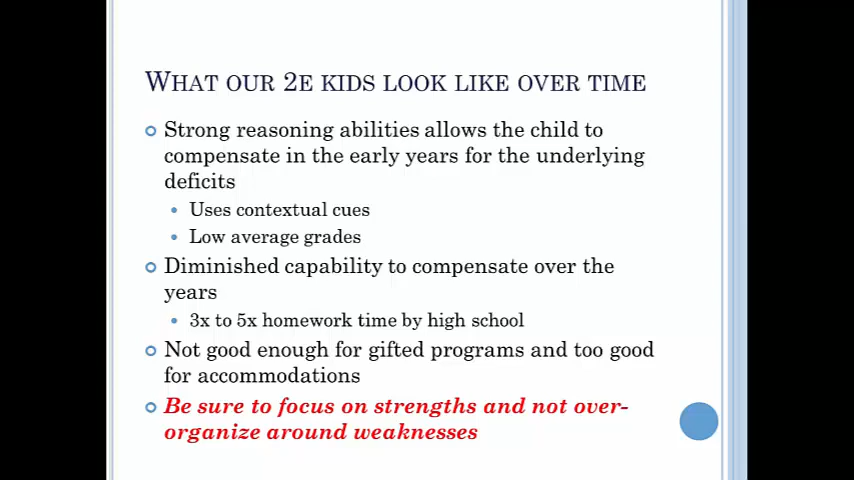 WHAT OUR 2E KIDS LOOK LIKE OVER TIME
Strong reasoning abilities allows the child to
compensate in the early years for the underlying
deficits
Uses contextual cues
Low average grades
Diminished capability to compensate over the
years
3x to 5x homework time by high school
Not good enough for gifted programs and too good
for accommodations
Be sure to focus on strengths and not over-
organize around weaknesses